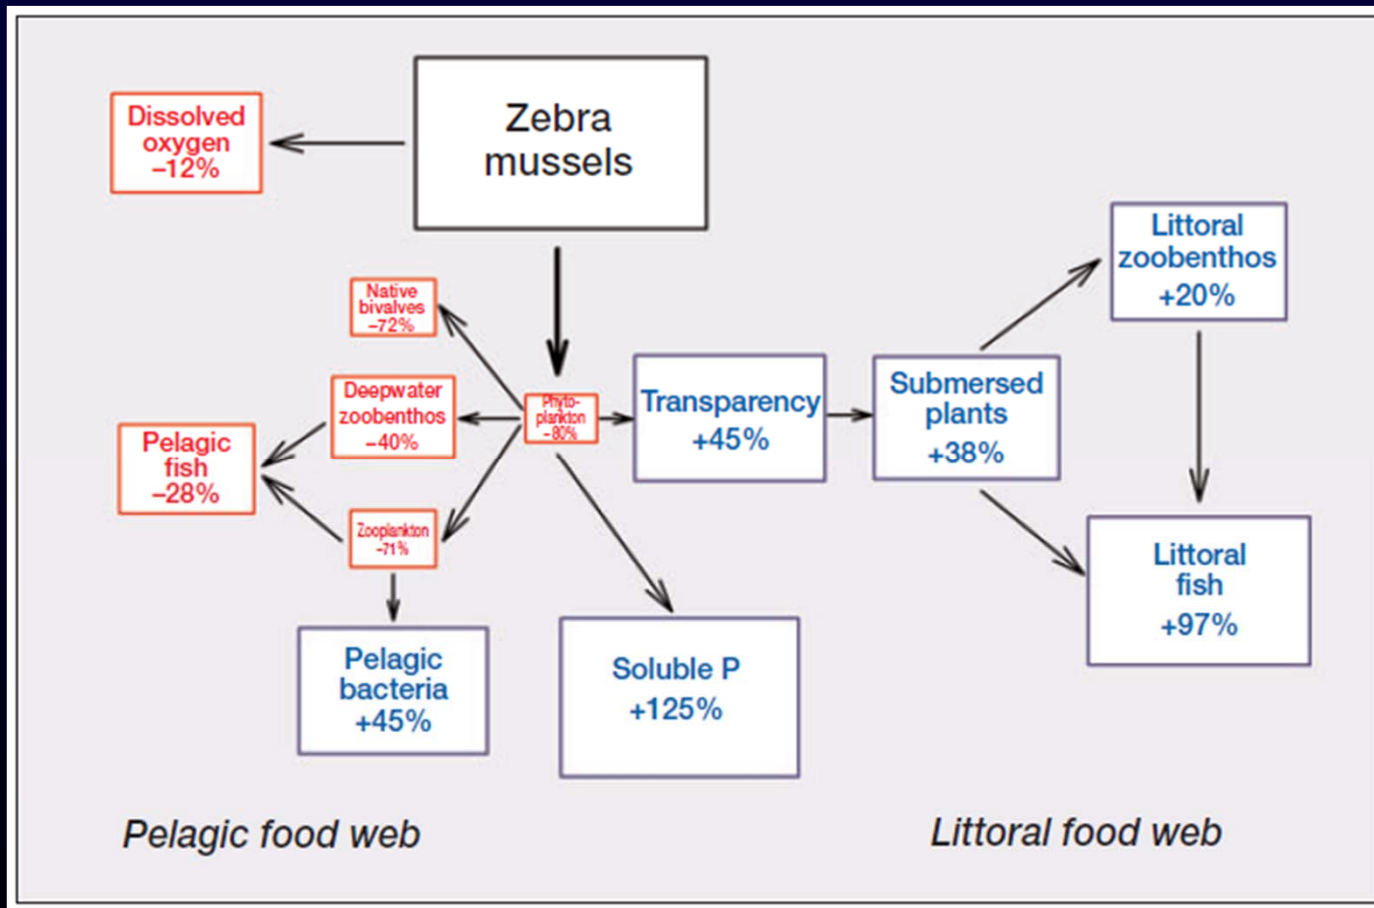 Zebra
mussels
Dissolved
oxygen
–12%
Native
bivalves
–72%
Deepwater
zoobenthos
–40%
Pelagic
fish
–28%
Zooplankton
–71%
Phyto-
plankton
–80%
Transparency
+45%
Submersed
plants
+38%
Littoral
zoobenthos
+20%
Littoral
fish
+97%
Pelagic
bacteria
+45%
Soluble P
+125%
Pelagic food web
Littoral food web